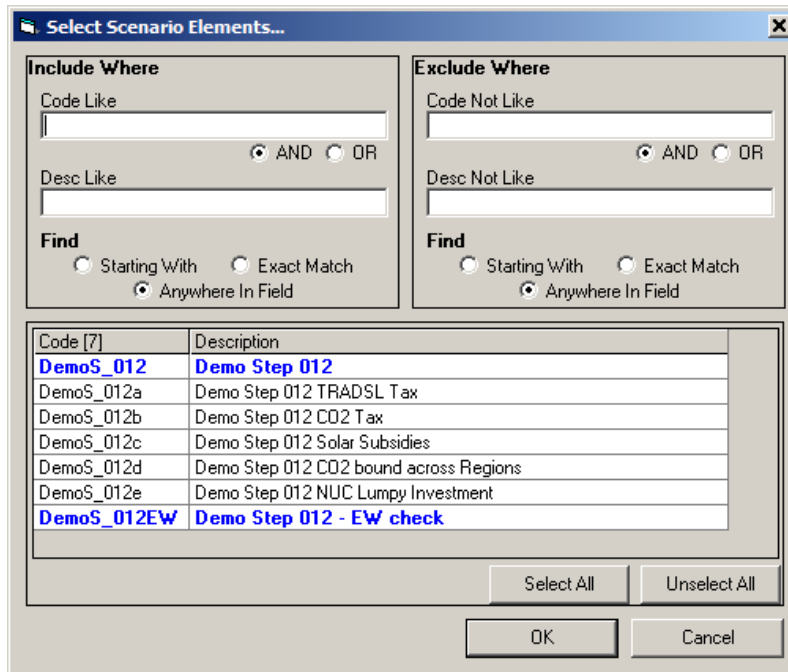 Select Scenario Elements...
Include Where
Code Like
AND OR
Desc Like
Find
Starting With Exact Match
Anywhere In Field
Exclude Where
Code Not Like
AND OR
Desc Not Like
Find
Starting With Exact Match
Anywhere In Field
Code [7] Description
DemoS_012 Demo Step 012
DemoS_012a Demo Step 012 TRADSL Tax
DemoS_012b Demo Step 012 CO2 Tax
DemoS_012c Demo Step 012 Solar Subsidies
DemoS_012d Demo Step 012 CO2 bound across Regions
DemoS_012e Demo Step 012 NUC Lumpy Investment
DemoS_012EW Demo Step 012 - EW check
Select All Unselect All
OK Cancel